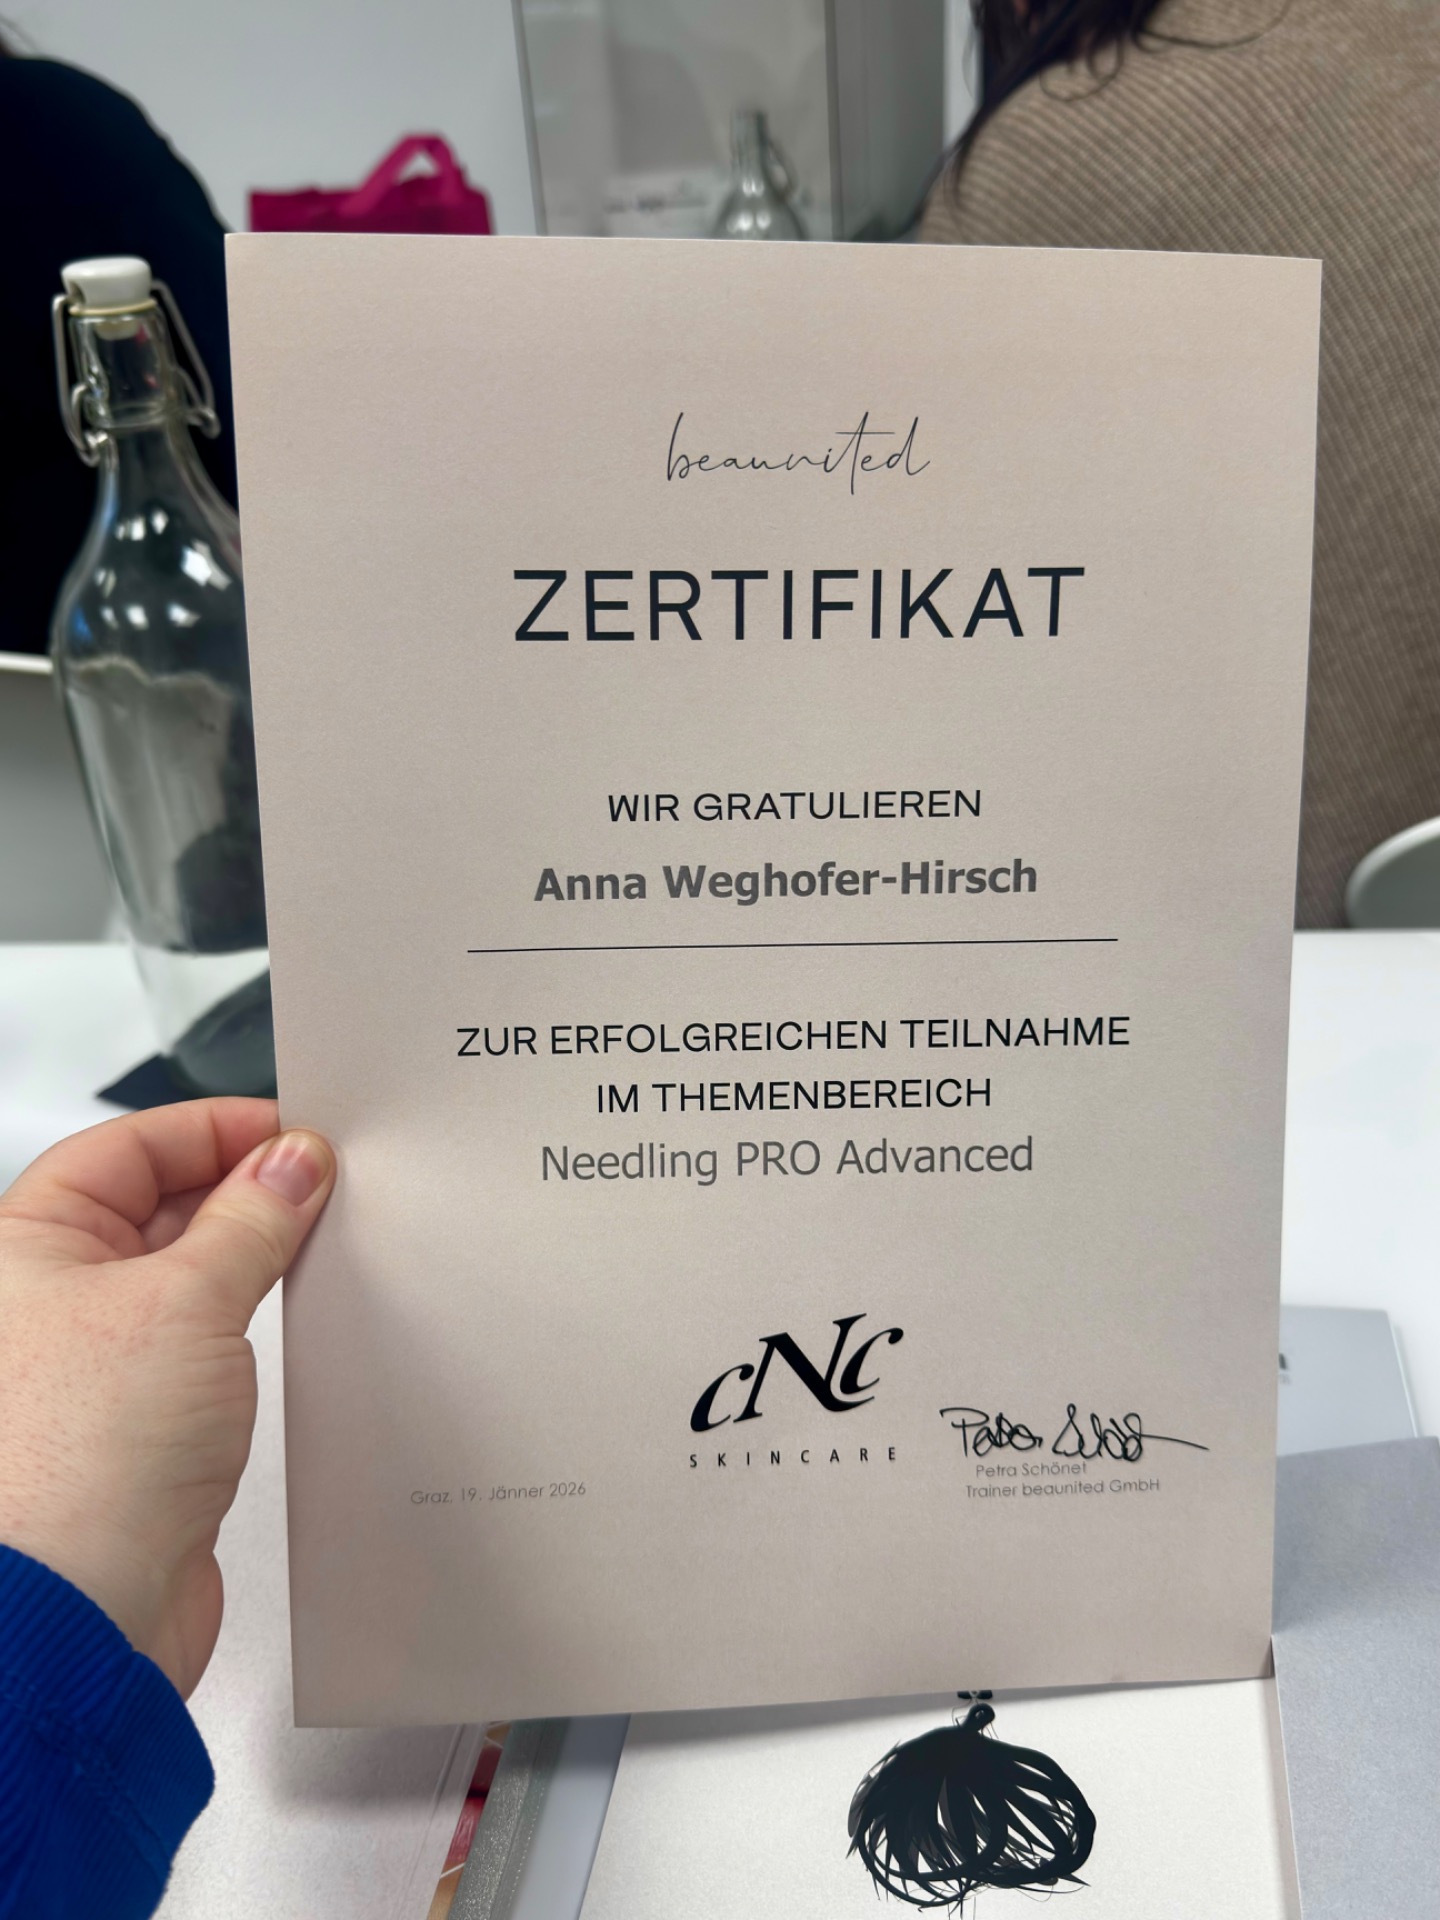 beaunited
ZERTIFIKAT
WIR GRATULIEREN
Anna Weghofer-Hirsch
ZUR ERFOLGREICHEN TEILNAHME
IM THEMENBEREICH
Needling PRO Advanced
CNC
SKINCARE
Petra Schönet
Trainer beaunited GmbH
Graz, 19. Jänner 2026